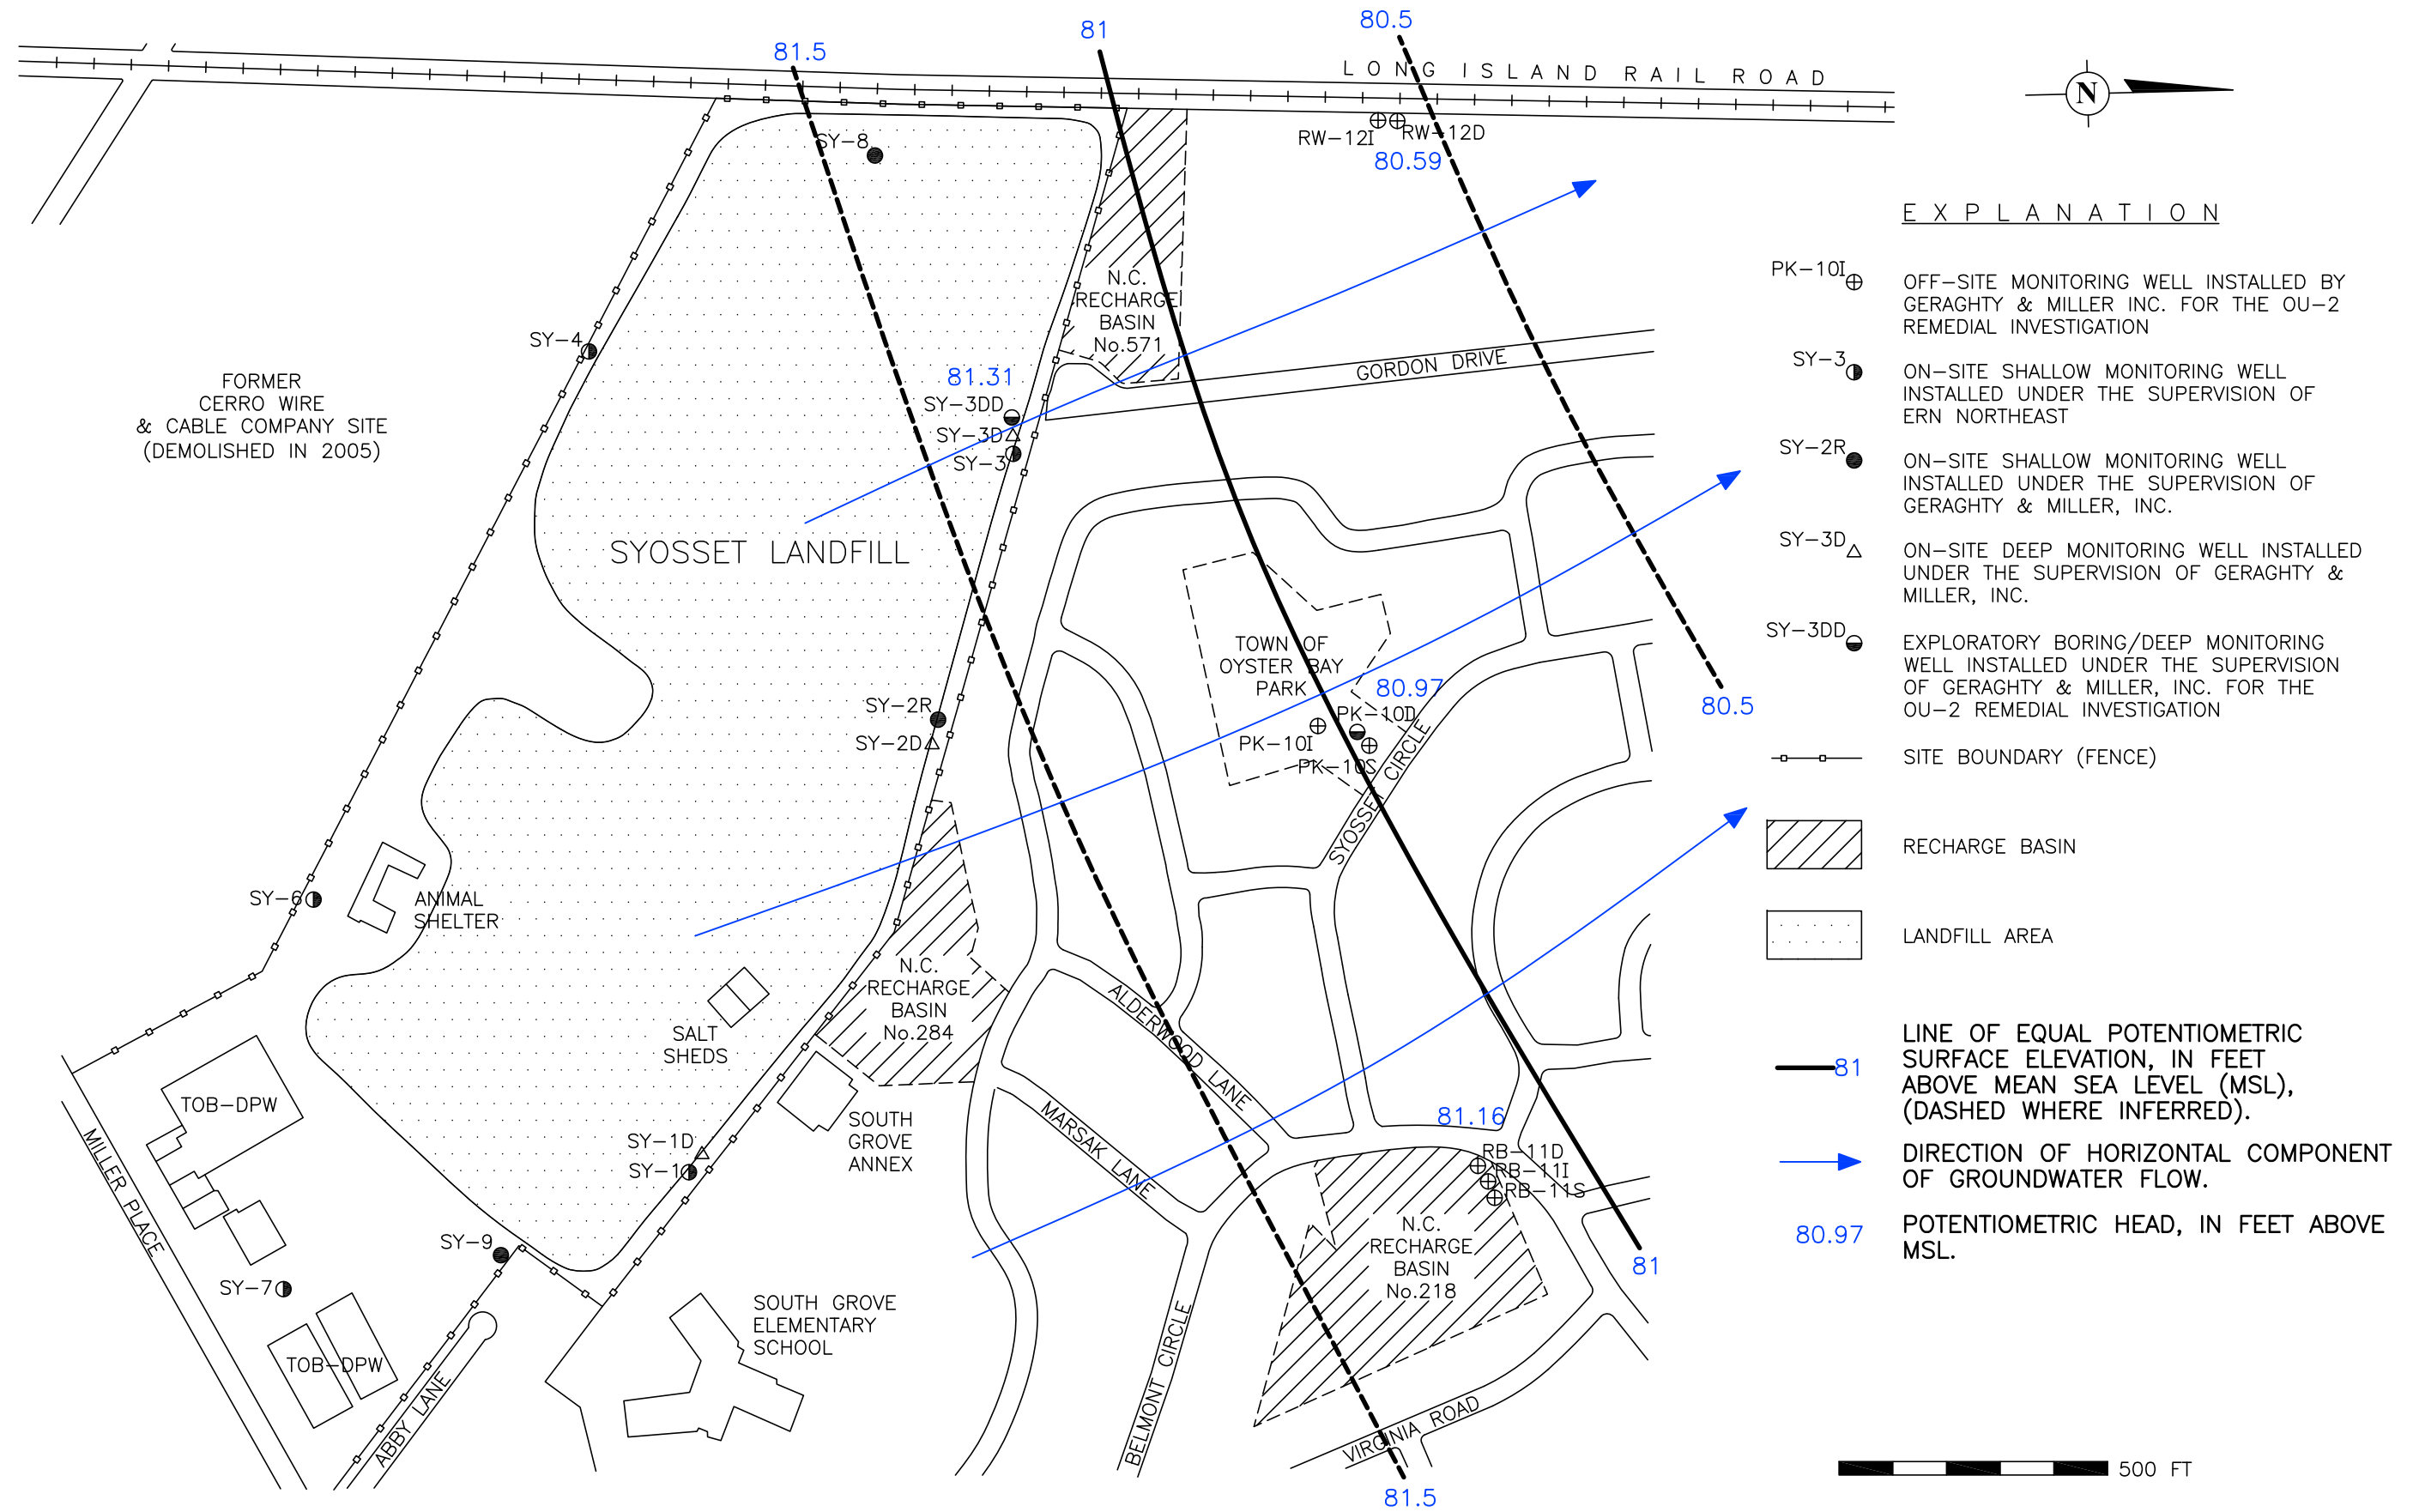 80.5
81
81.5
LONG ISLAND RAIL ROAD
N
RW-12I
RW-12D
SY-8
80.59
EXPLANATION
PK-10I
OFF-SITE MONITORING WELL INSTALLED BY
GERAGHTY & MILLER INC. FOR THE OU-2
REMEDIAL INVESTIGATION
N.C.
RECHARGE
BASIN
No.571
SY-4
SY-3
ON-SITE SHALLOW MONITORING WELL
INSTALLED UNDER THE SUPERVISION OF
ERN NORTHEAST
GORDON DRIVE
81.31
FORMER
CERRO WIRE
& CABLE COMPANY SITE
(DEMOLISHED IN 2005)
SY-3DD
SY-3D
SY-3
SY-2R
ON-SITE SHALLOW MONITORING WELL
INSTALLED UNDER THE SUPERVISION OF
GERAGHTY & MILLER, INC.
SYOSSET LANDFILL
SY-3D
ON-SITE DEEP MONITORING WELL INSTALLED
UNDER THE SUPERVISION OF GERAGHTY &
MILLER, INC.
SY-3DD
EXPLORATORY BORING/DEEP MONITORING
WELL INSTALLED UNDER THE SUPERVISION
OF GERAGHTY & MILLER, INC. FOR THE
OU-2 REMEDIAL INVESTIGATION
TOWN OF
OYSTER BAY
PARK
80.97
80.5
SY-2R
SY-2D
PK-10D
PK-10I
PK-10S
SITE BOUNDARY (FENCE)
SYOSSET CIRCLE
RECHARGE BASIN
SY-6
ANIMAL
SHELTER
LANDFILL AREA
N.C.
RECHARGE
BASIN
No.284
SALT
SHEDS
ALDERWOOD LANE
81
LINE OF EQUAL POTENTIOMETRIC
SURFACE ELEVATION, IN FEET
ABOVE MEAN SEA LEVEL (MSL),
(DASHED WHERE INFERRED).
TOB-DPW
SOUTH
GROVE
ANNEX
MARSAK LANE
81.16
SY-1D
SY-1
RB-11D
RB-11I
RB-11S
DIRECTION OF HORIZONTAL COMPONENT
OF GROUNDWATER FLOW.
MILLER PLACE
SY-9
SY-7
N.C.
RECHARGE
BASIN
No.218
80.97
POTENTIOMETRIC HEAD, IN FEET ABOVE
MSL.
81
SOUTH GROVE
ELEMENTARY
SCHOOL
TOB-DPW
ABBY LANE
BELMONT CIRCLE
VIRGINIA ROAD
81.5
500 FT